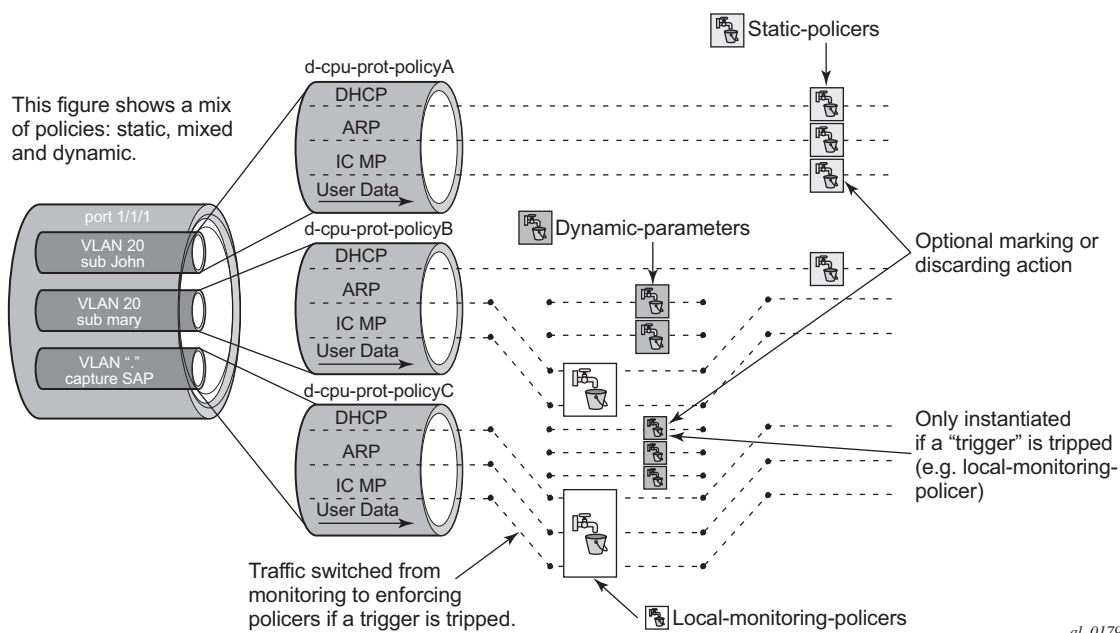 Static-policers
d-cpu-prot-policyA
This figure shows a mix
of policies: static, mixed
and dynamic.
DHCP
ARP
IC MP
User Data
port 1/1/1
VLAN 20
sub John
VLAN 20
sub mary
VLAN “.”
capture SAP
d-cpu-prot-policyB
DHCP
ARP
IC MP
User Data
Dynamic-parameters
Optional marking or
discarding action
d-cpu-prot-policyC
DHCP
ARP
IC MP
User Data
Only instantiated
if a “trigger” is tripped
(e.g. local-monitoring-
policer)
Traffic switched from
monitoring to enforcing
policers if a trigger is tripped.
Local-monitoring-policers
al_0179